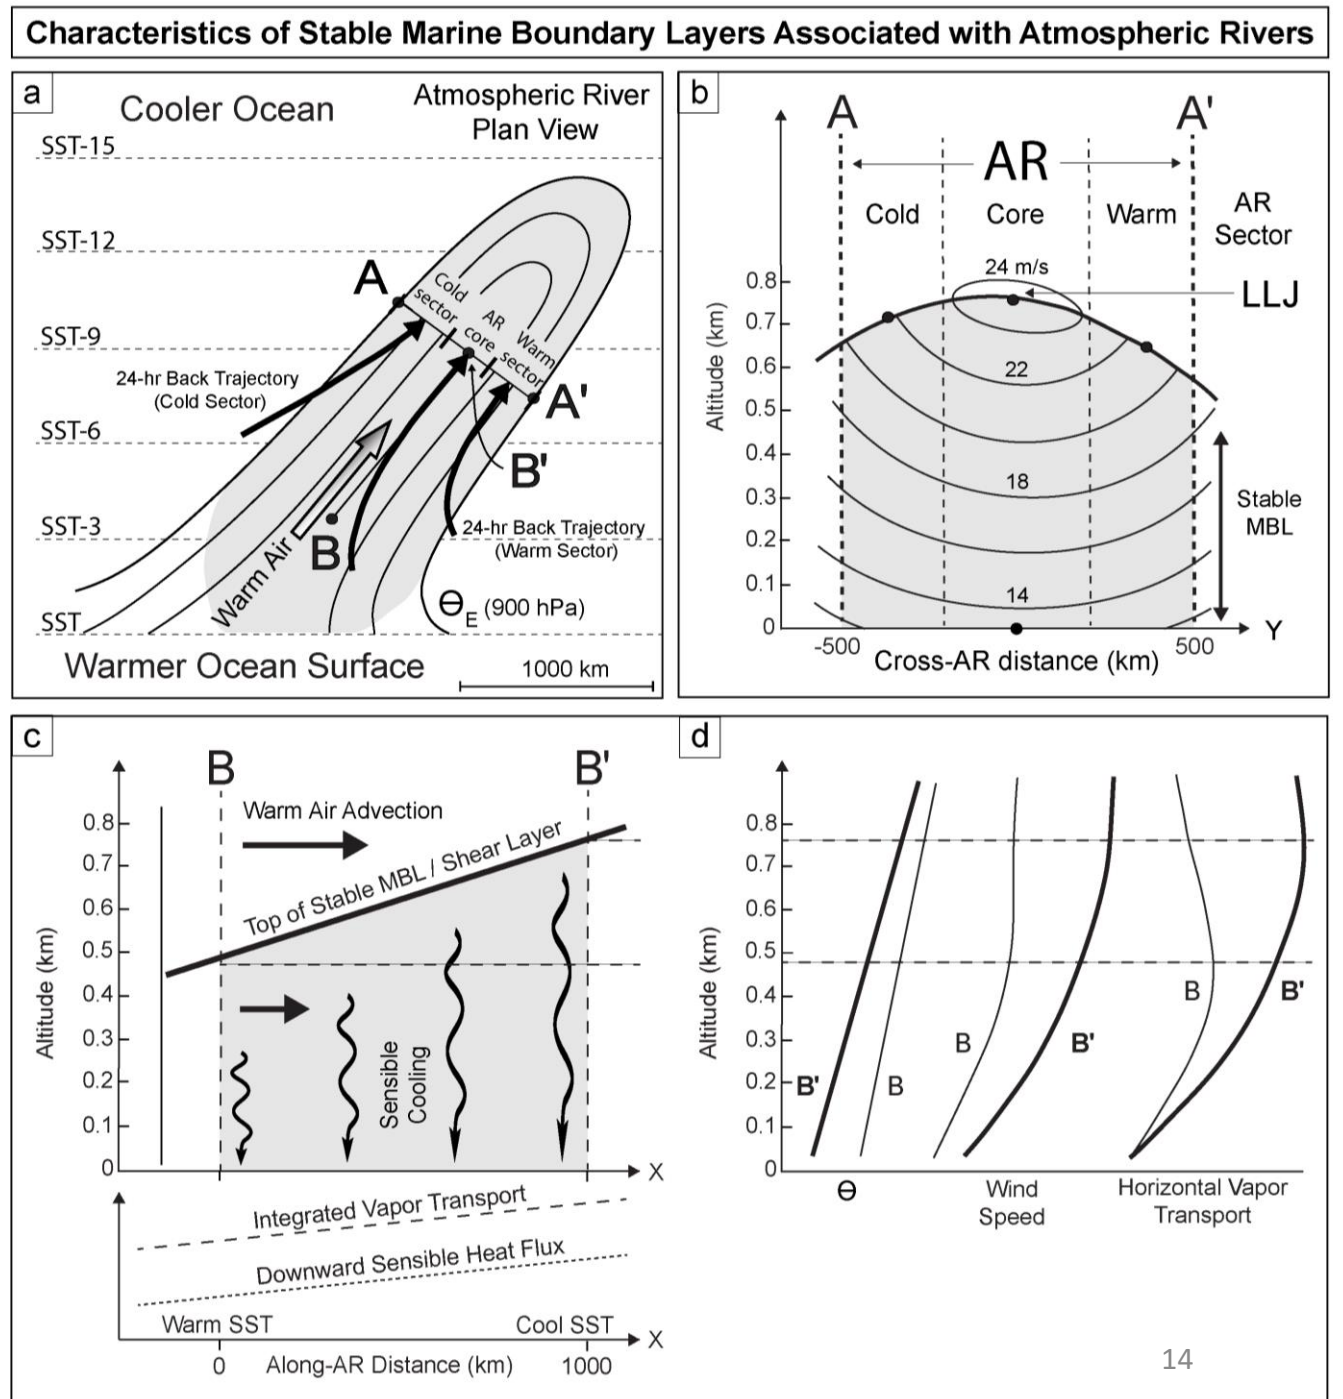 Characteristics of Stable Marine Boundary Layers Associated with Atmospheric Rivers
a
Cooler Ocean
Atmospheric River
Plan View
SST-15
SST-12
A
Cold
sector
AR
core
Warm
sector
SST-9
24-hr Back Trajectory
(Cold Sector)
A'
SST-6
B'
SST-3
24-hr Back Trajectory
(Warm Sector)
B
Warm Air
ϴE (900 hPa)
SST
Warmer Ocean Surface
1000 km
b
A
A'
AR
Cold
Core
Warm
AR
Sector
24 m/s
LLJ
0.8
0.7
0.6
0.5
0.4
0.3
0.2
0.1
0
Altitude (km)
22
18
14
Stable
MBL
-500
500
Y
Cross-AR distance (km)
c
B
B'
Warm Air Advection
Top of Stable MBL / Shear Layer
0.8
0.7
0.6
0.5
0.4
0.3
0.2
0.1
0
Altitude (km)
Sensible
Cooling
X
Integrated Vapor Transport
Downward Sensible Heat Flux
Warm SST
Cool SST
X
0
Along-AR Distance (km)
1000
d
0.8
0.7
0.6
0.5
0.4
0.3
0.2
0.1
0
Altitude (km)
B'
B
B
B'
B
B'
ϴ
Wind
Speed
Horizontal Vapor
Transport
14